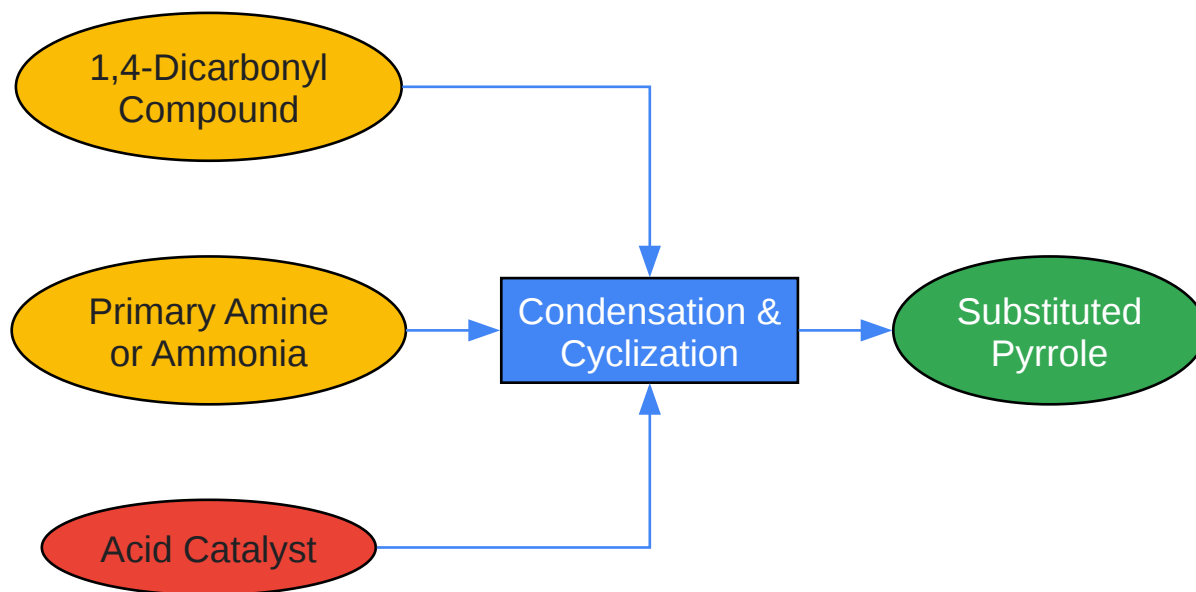 1,4-Dicarbonyl
Compound
Primary Amine
or Ammonia
Condensation &
Cyclization
Substituted
Pyrrole
Acid Catalyst